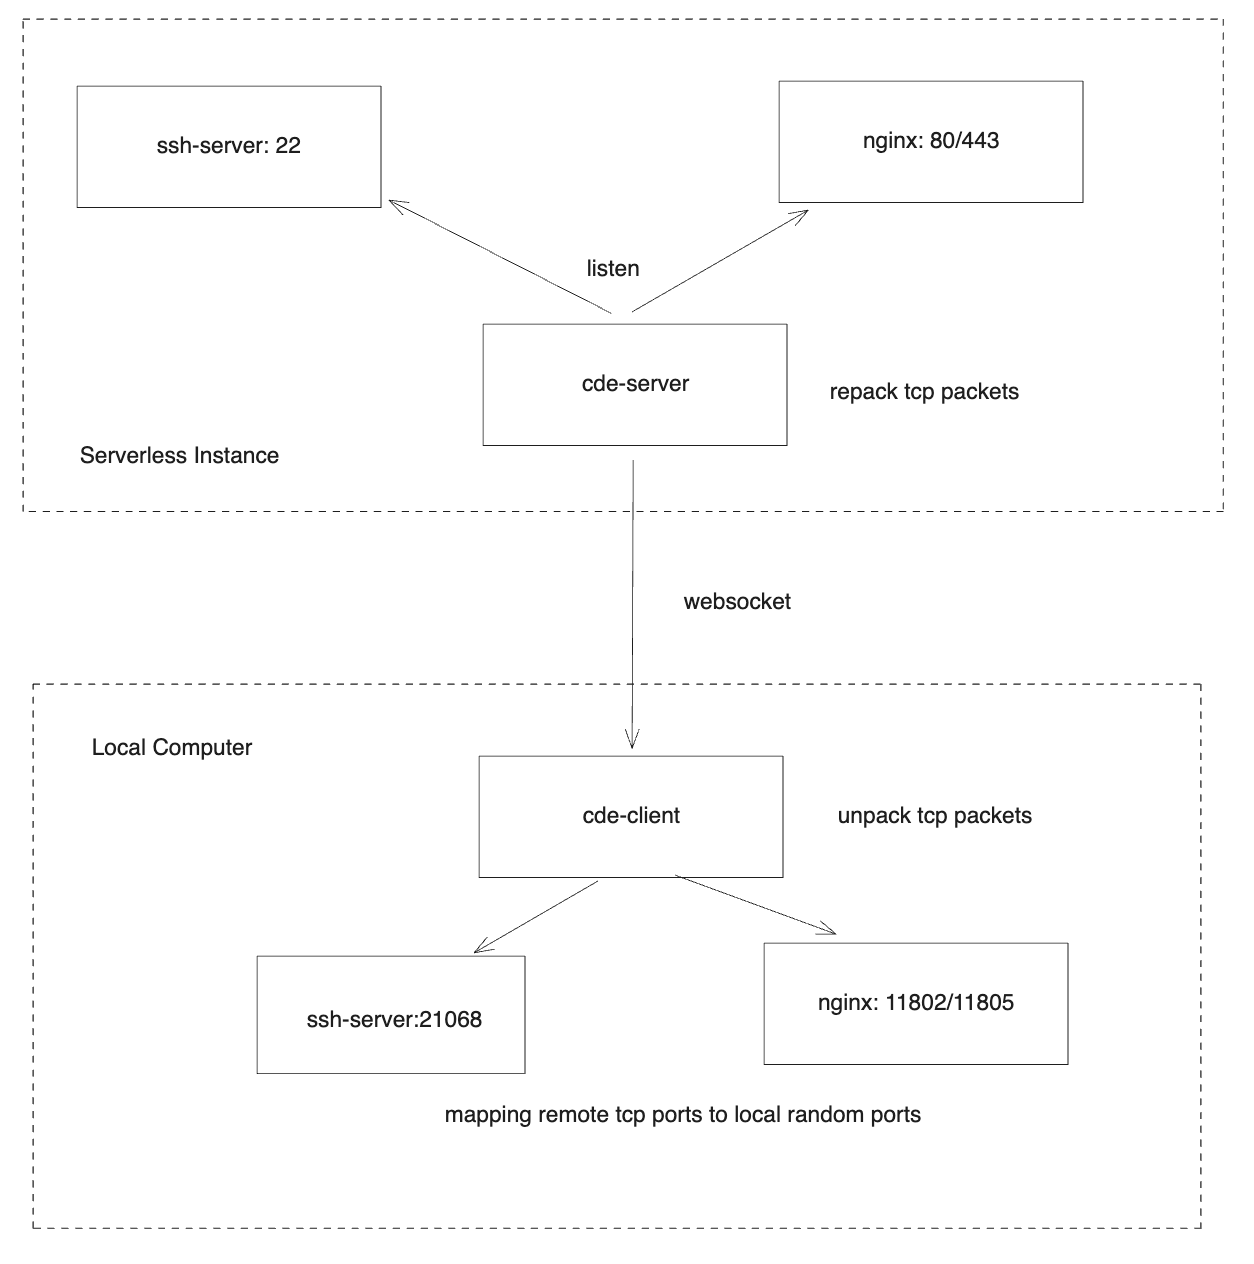 ssh-server: 22
nginx: 80/443
listen
cde-server
repack tcp packets
Serverless Instance
websocket
Local Computer
cde-client
unpack tcp packets
ssh-server:21068
nginx: 11802/11805
mapping remote tcp ports to local random ports